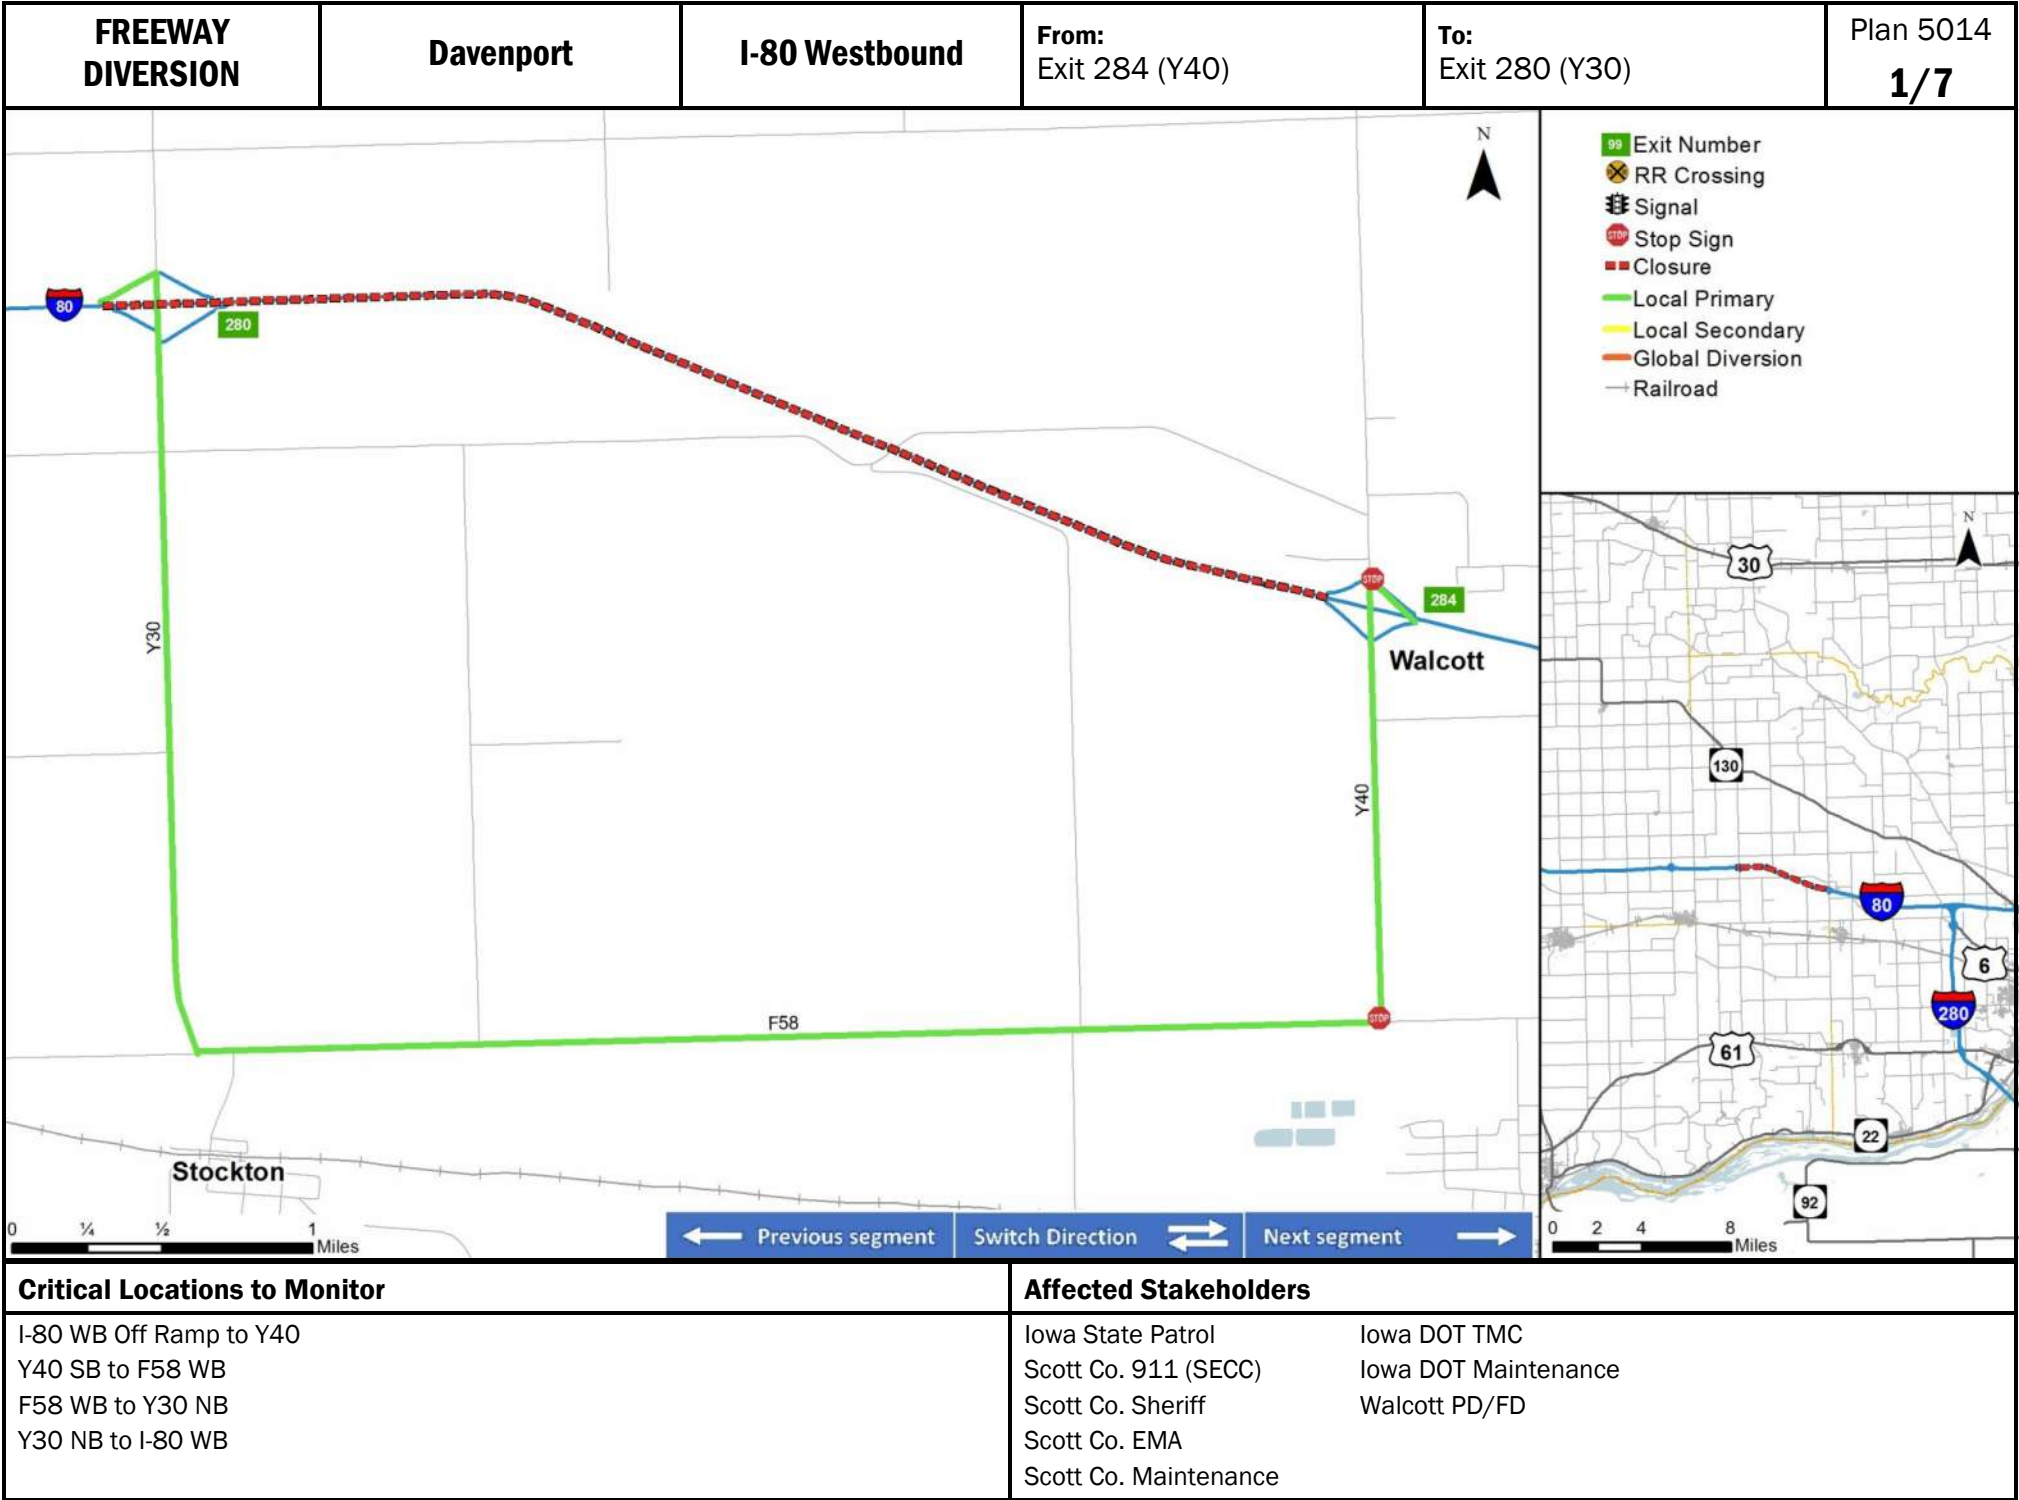 FREEWAY
DIVERSION
Davenport
I-80 Westbound
From:
Exit 284 (Y40)
To:
Exit 280 (Y30)
Plan 5014
1/7
N
99 Exit Number
RR Crossing
Signal
STOP Stop Sign
Closure
Local Primary
Local Secondary
Global Diversion
Railroad
80
280
STOP
284
Walcott
Y30
Y40
F58
STOP
Stockton
0 ¼ ½ 1
Miles
Previous segment
Switch Direction
Next segment
N
30
130
80
6
280
61
22
92
0 2 4 8
Miles
Critical Locations to Monitor
I-80 WB Off Ramp to Y40
Y40 SB to F58 WB
F58 WB to Y30 NB
Y30 NB to I-80 WB
Affected Stakeholders
Iowa State Patrol
Scott Co. 911 (SECC)
Scott Co. Sheriff
Scott Co. EMA
Scott Co. Maintenance
Iowa DOT TMC
Iowa DOT Maintenance
Walcott PD/FD